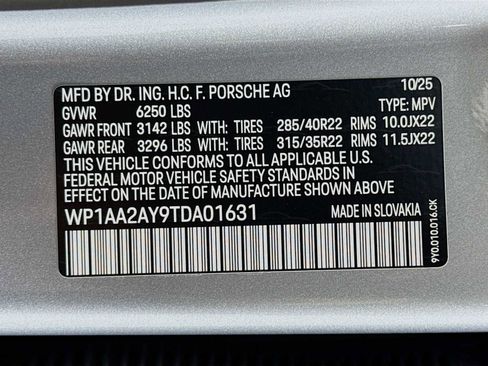 MFD BY DR. ING. H.C. F. PORSCHE AG 10/25
GVWR 6250 LBS TYPE: MPV
GAWR FRONT 3142 LBS WITH: TIRES 285/40R22 RIMS 10.0JX22
GAWR REAR 3296 LBS WITH: TIRES 315/35R22 RIMS 11.5JX22
THIS VEHICLE CONFORMS TO ALL APPLICABLE U.S.
FEDERAL MOTOR VEHICLE SAFETY STANDARDS IN
EFFECT ON THE DATE OF MANUFACTURE SHOWN ABOVE.
WP1AA2AY9TDA01631 MADE IN SLOVAKIA
9Y0.010.016.CK